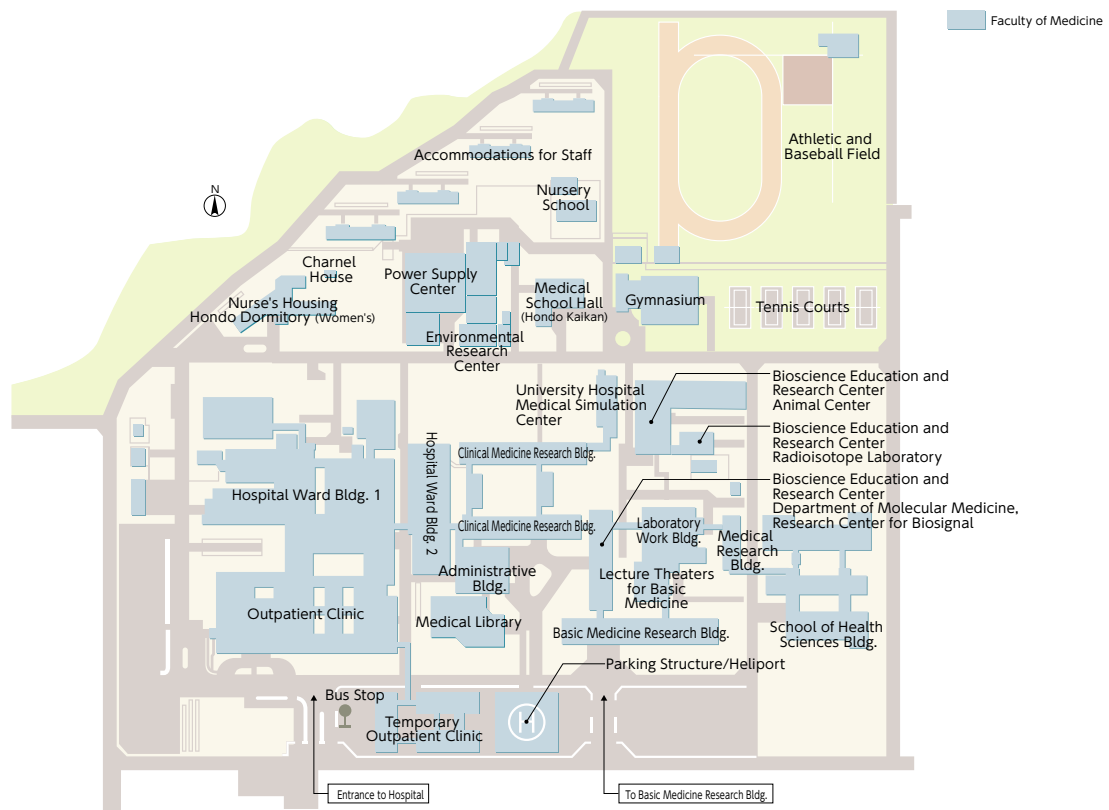 Faculty of Medicine
Athletic and
Baseball Field
Accommodations for Staff
Nursery
School
N
Charnel
House
Power Supply
Center
Medical
School Hall
(Hondo Kaikan)
Gymnasium
Tennis Courts
Nurse's Housing
Hondo Dormitory (Women's)
Environmental
Research
Center
University Hospital
Medical Simulation
Center
Bioscience Education and
Research Center
Animal Center
Bioscience Education and
Research Center
Radioisotope Laboratory
Bioscience Education and
Research Center
Department of Molecular Medicine,
Research Center for Biosignal
Hospital Ward Bldg. 1
Hospital Ward Bldg. 2
Clinical Medicine Research Bldg.
Clinical Medicine Research Bldg.
Laboratory
Work Bldg.
Medical
Research
Bldg.
Administrative
Bldg.
Lecture Theaters
for Basic
Medicine
Outpatient Clinic
Medical Library
Basic Medicine Research Bldg.
School of Health
Sciences Bldg.
Parking Structure/Heliport
Bus Stop
Temporary
Outpatient Clinic
H
Entrance to Hospital
To Basic Medicine Research Bldg.